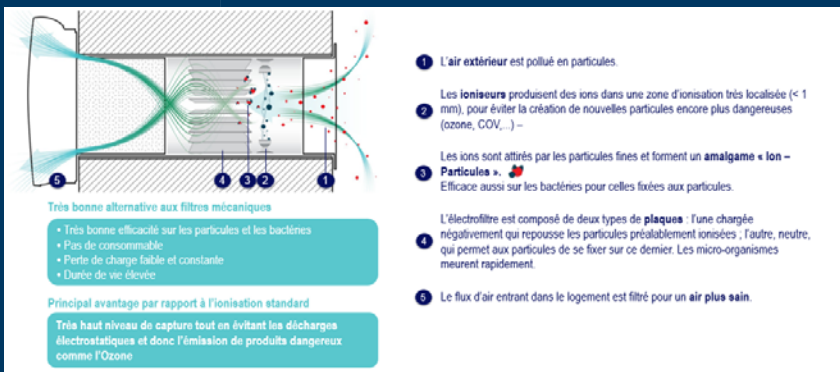 5
4
3
2
1
Très bonne alternative aux filtres mécaniques
• Très bonne efficacité sur les particules et les bactéries
• Pas de consommable
• Perte de charge faible et constante
• Durée de vie élevée
Principal avantage par rapport à l'ionisation standard
Très haut niveau de capture tout en évitant les décharges
électrostatiques et donc l'émission de produits dangereux
comme l'Ozone
1 L'air extérieur est pollué en particules.
Les ioniseurs produisent des ions dans une zone d'ionisation très localisée (< 1
2 mm), pour éviter la création de nouvelles particules encore plus dangereuses
(ozone, COV,...) –
Les ions sont attirés par les particules fines et forment un amalgame « Ion –
3 Particules ».
Efficace aussi sur les bactéries pour celles fixées aux particules.
L'électrofiltre est composé de deux types de plaques : l'une chargée
4 négativement qui repousse les particules préalablement ionisées ; l'autre, neutre,
qui permet aux particules de se fixer sur ce dernier. Les micro-organismes
meurent rapidement.
5 Le flux d'air entrant dans le logement est filtré pour un air plus sain.